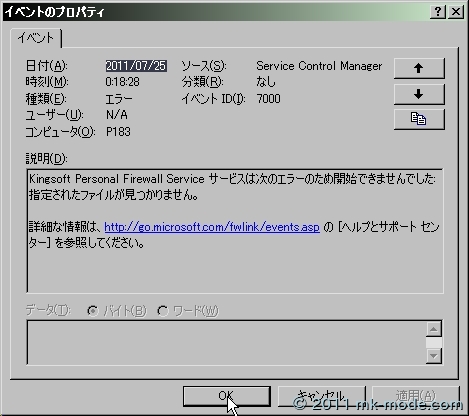 イベントのプロパティ
イベント
日付(A): 2011/07/25 ソース(S): Service Control Manager
時刻(M): 0:18:28 分類(R): なし
種類(E): エラー イベント ID(I): 7000
ユーザー(U): N/A
コンピュータ(O): P183
説明(D):
Kingsoft Personal Firewall Service サービスは次のエラーのため開始できませんでした:
指定されたファイルが見つかりません。
詳細な情報は、http://go.microsoft.com/fwlink/events.asp の [ヘルプとサポート セン
ター] を参照してください。
データ(T): バイト(B) ワード(W)
OK キャンセル 適用(A)
© 2011 mk-mode.com